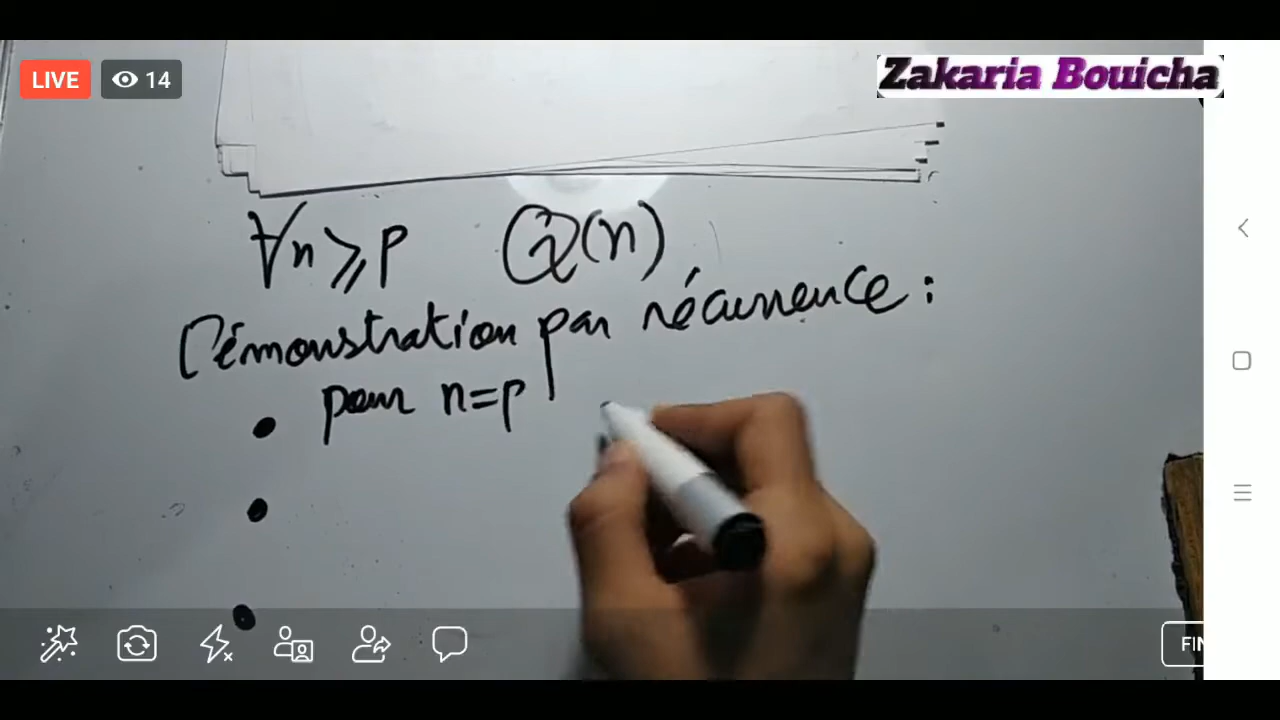 LIVE 14
Zakaria Bouicha
∀n ⩾ p Q(n)
Démonstration par récurrence :
• pour n=p
•
•
FIN